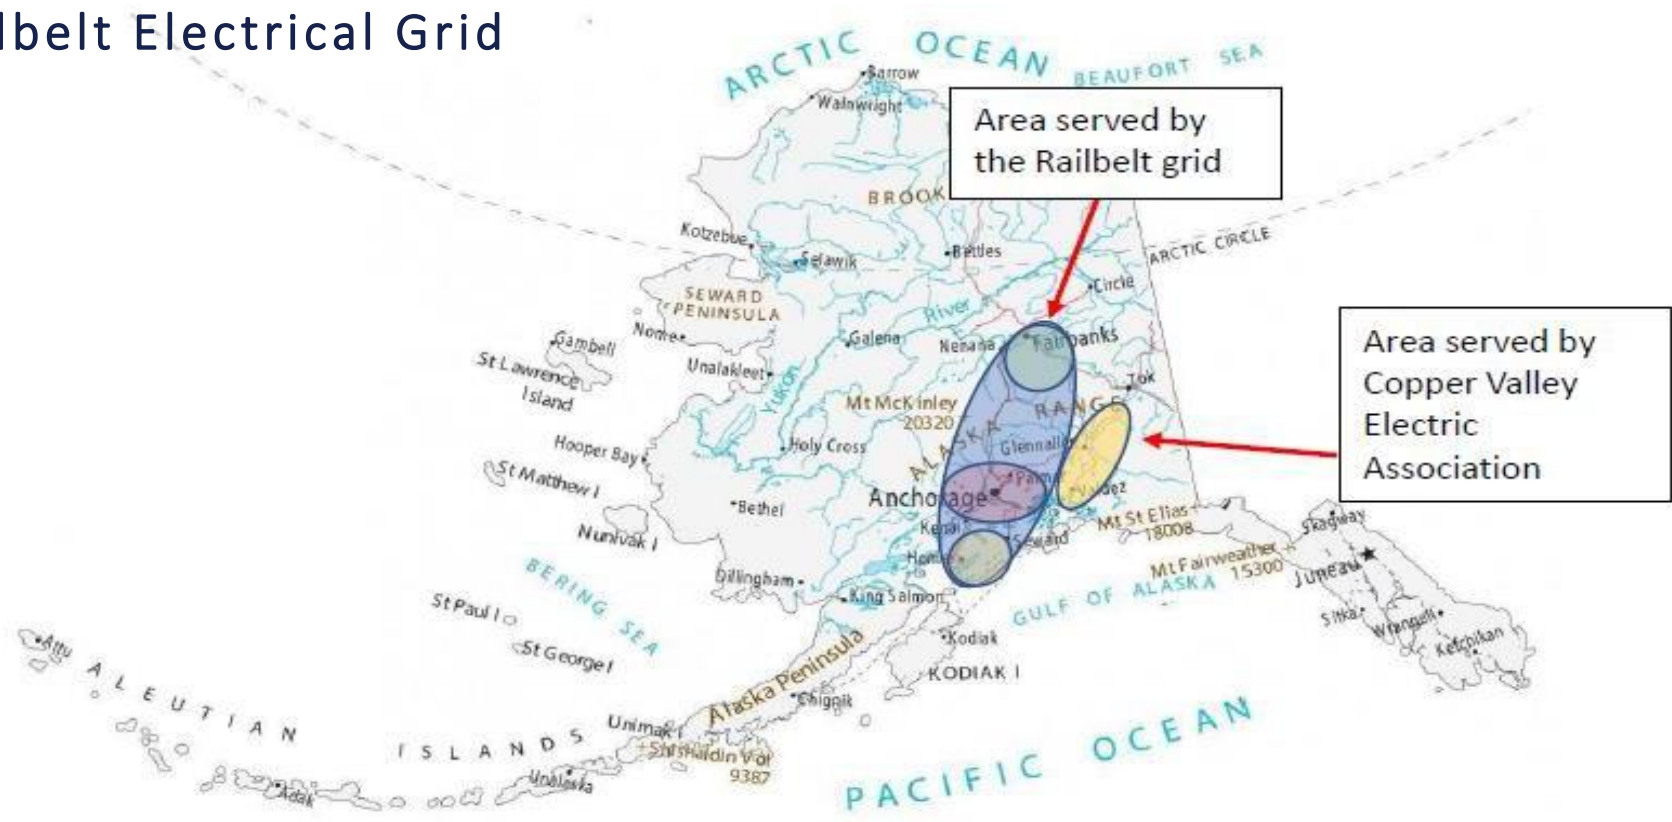 lbelt Electrical Grid
ARCTIC OCEAN
BEAUFORT SEA
Barrow
Wainwright
Area served by
the Railbelt grid
BROOK
Kotzebue
Selawik
Bettles
ARCTIC CIRCLE
Circle
SEWARD
PENINSULA
River
Nome
Gambell
Galena
Nenana
Fairbanks
St Lawrence
Island
Unalakleet
Yukon
Tok
Area served by
Copper Valley
Electric
Association
Mt McKinley
20320
ALASKA RANGE
Hooper Bay
Holy Cross
Glennalle
St Matthew I
Anchorage
Palm
Bethel
Nunivak I
Kenai
Mt St Elias
18008
Skagway
Seward
Hom
Mt Fairweather
15300
Juneau
BERING SEA
Dillingham
King Salmon
GULF OF ALASKA
St Paul I
Sitka
Wrangell
Ketchikan
Attu
St George I
Kodiak
KODIAK I
Alaska Peninsula
Chignik
ALEUTIAN ISLANDS
Unimak I
Shishaldin Vol
9387
Unalaska
Adak
PACIFIC OCEAN